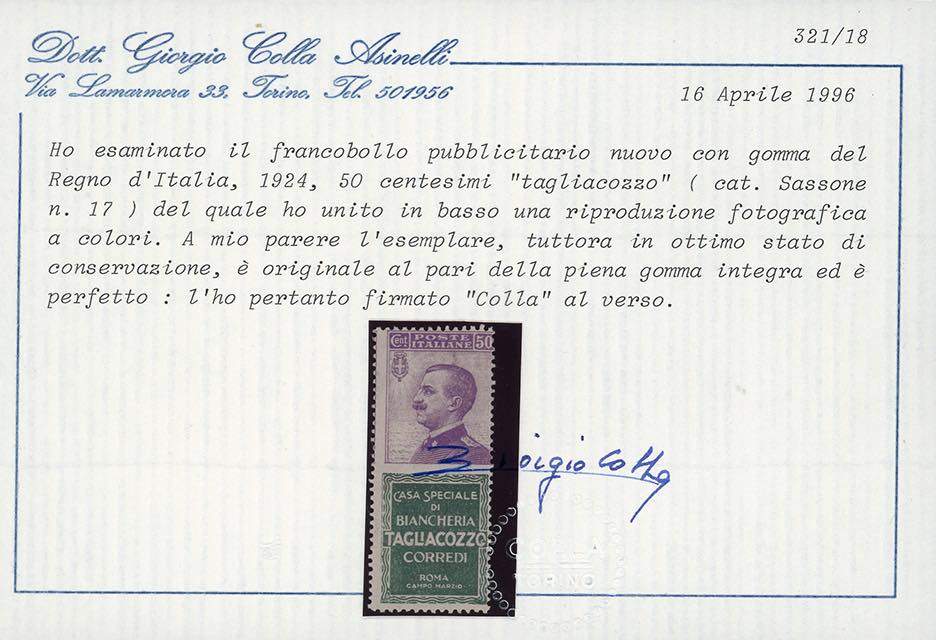 321/18
Dott. Giorgio Colla Asinelli
Via Lamarmora 33, Torino, Tel. 501956
16 Aprile 1996
Ho esaminato il francobollo pubblicitario nuovo con gomma del
Regno d'Italia, 1924, 50 centesimi "tagliacozzo" ( cat. Sassone
n. 17 ) del quale ho unito in basso una riproduzione fotografica
a colori. A mio parere l'esemplare, tuttora in ottimo stato di
conservazione, è originale al pari della piena gomma integra ed è
perfetto : l'ho pertanto firmato "Colla" al verso.
Cent POSTE 50
ITALIANE
Giorgio Colla
CASA SPECIALE
DI
BIANCHERIA
TAGLIACOZZO
CORREDI
ROMA
CAMPO MARZIO
COLLA
TORINO